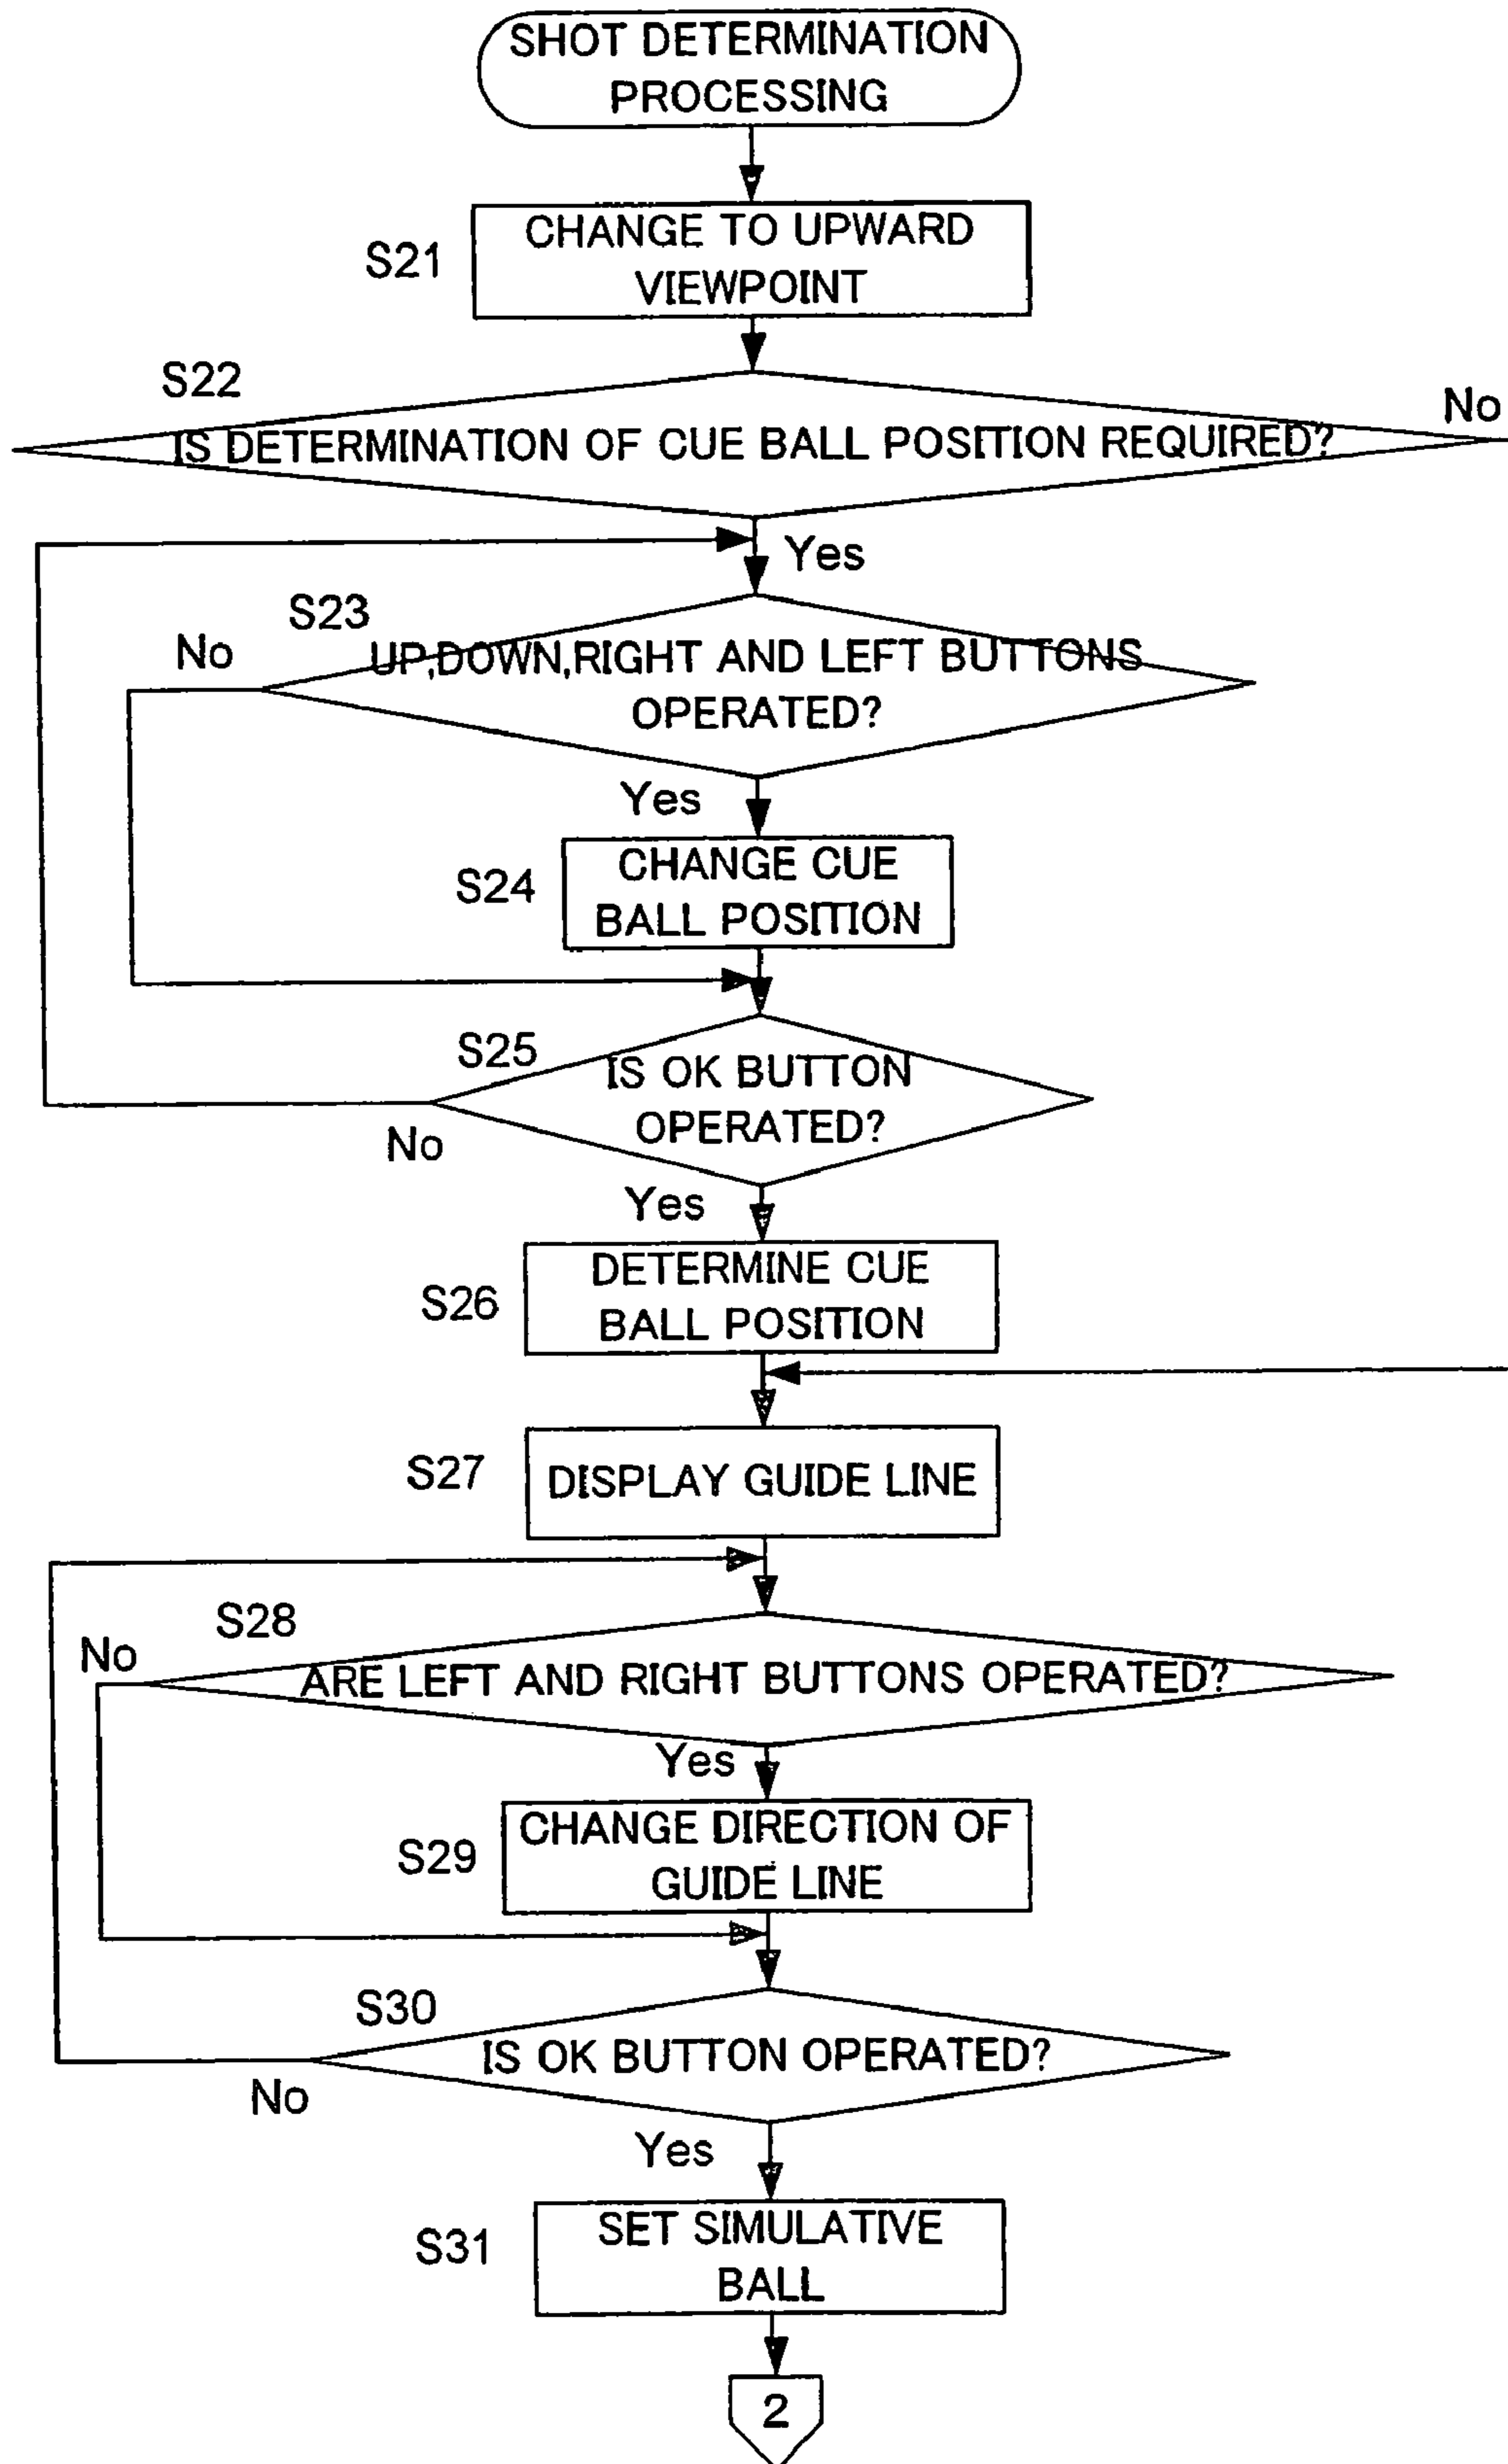 SHOT DETERMINATION
PROCESSING
S21
CHANGE TO UPWARD
VIEWPOINT
S22
No
IS DETERMINATION OF CUE BALL POSITION REQUIRED?
Yes
S23
No
UP,DOWN,RIGHT AND LEFT BUTTONS
OPERATED?
Yes
S24
CHANGE CUE
BALL POSITION
S25
IS OK BUTTON
OPERATED?
No
Yes
S26
DETERMINE CUE
BALL POSITION
S27
DISPLAY GUIDE LINE
S28
No
ARE LEFT AND RIGHT BUTTONS OPERATED?
Yes
S29
CHANGE DIRECTION OF
GUIDE LINE
S30
IS OK BUTTON OPERATED?
No
Yes
S31
SET SIMULATIVE
BALL
2